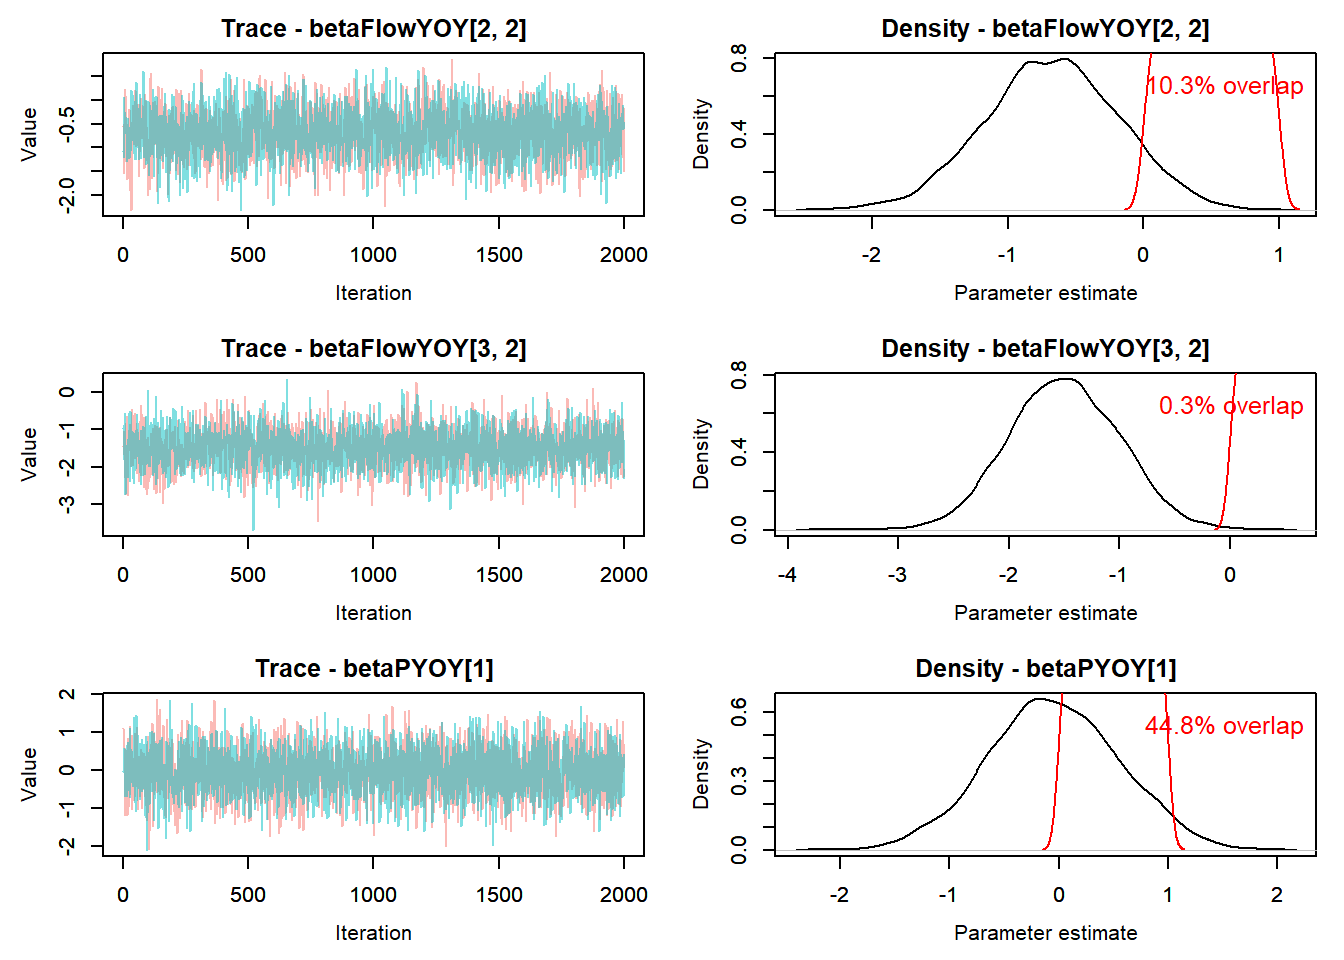 Trace - betaFlowYOY[2, 2]
Value
-0.5
-2.0
0 500 1000 1500 2000
Iteration
Density - betaFlowYOY[2, 2]
Density
0.8
0.4
0.0
10.3% overlap
-2 -1 0 1
Parameter estimate
Trace - betaFlowYOY[3, 2]
Value
0
-1
-2
-3
0 500 1000 1500 2000
Iteration
Density - betaFlowYOY[3, 2]
Density
0.8
0.4
0.0
0.3% overlap
-4 -3 -2 -1 0
Parameter estimate
Trace - betaPYOY[1]
Value
2
1
0
-1
-2
0 500 1000 1500 2000
Iteration
Density - betaPYOY[1]
Density
0.6
0.3
0.0
44.8% overlap
-2 -1 0 1 2
Parameter estimate